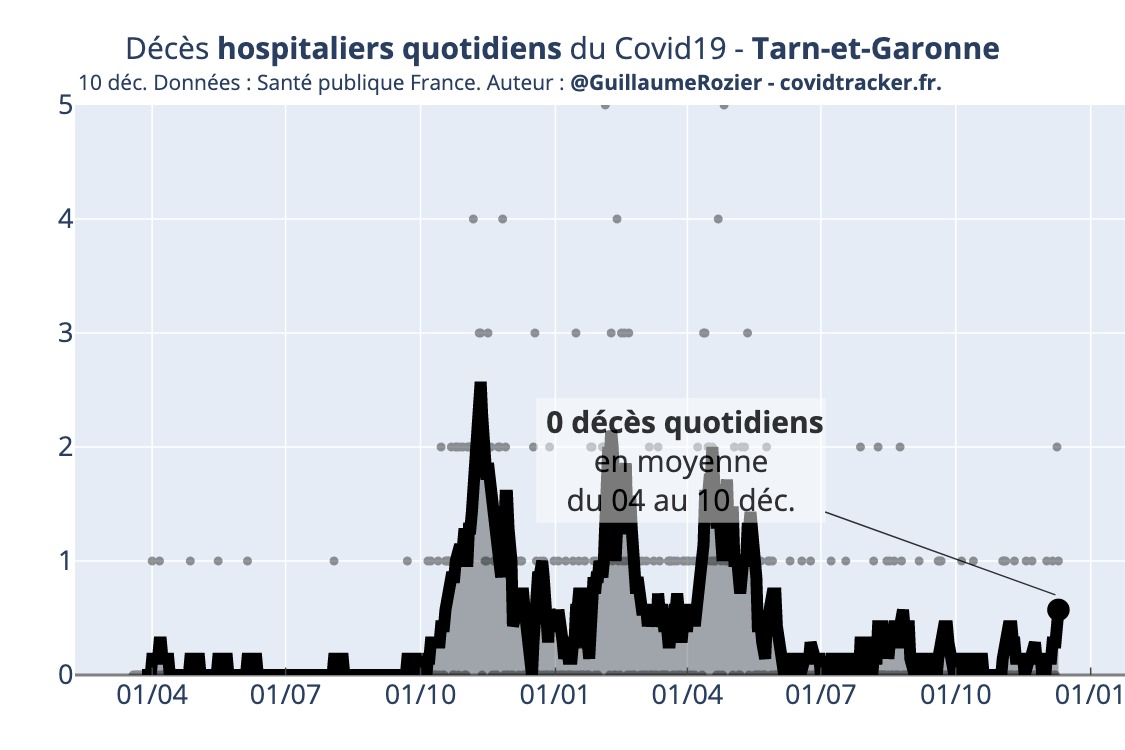 Décès hospitaliers quotidiens du Covid19 - Tarn-et-Garonne
10 déc. Données : Santé publique France. Auteur : @GuillaumeRozier - covidtracker.fr.
5
4
3
2
1
0
0 décès quotidiens
en moyenne
du 04 au 10 déc.
01/04 01/07 01/10 01/01 01/04 01/07 01/10 01/01